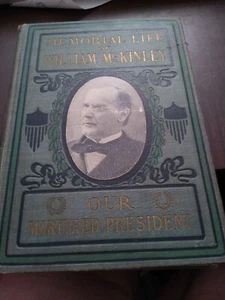 MEMORIAL LIFE
OF
WILLIAM McKINLEY
OUR
MARTYRED PRESIDENT